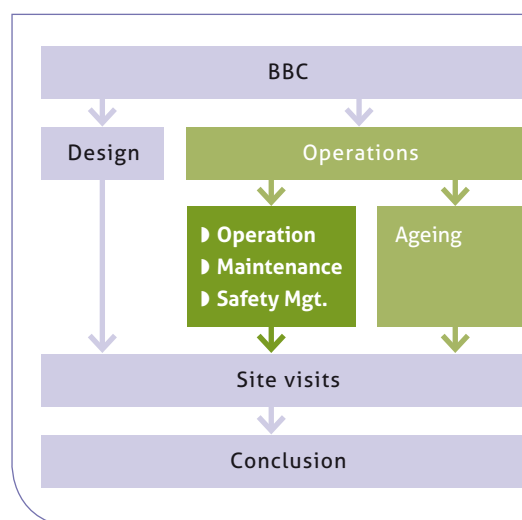 BBC
Design
Operations
Operation
Maintenance
Safety Mgt.
Ageing
Site visits
Conclusion